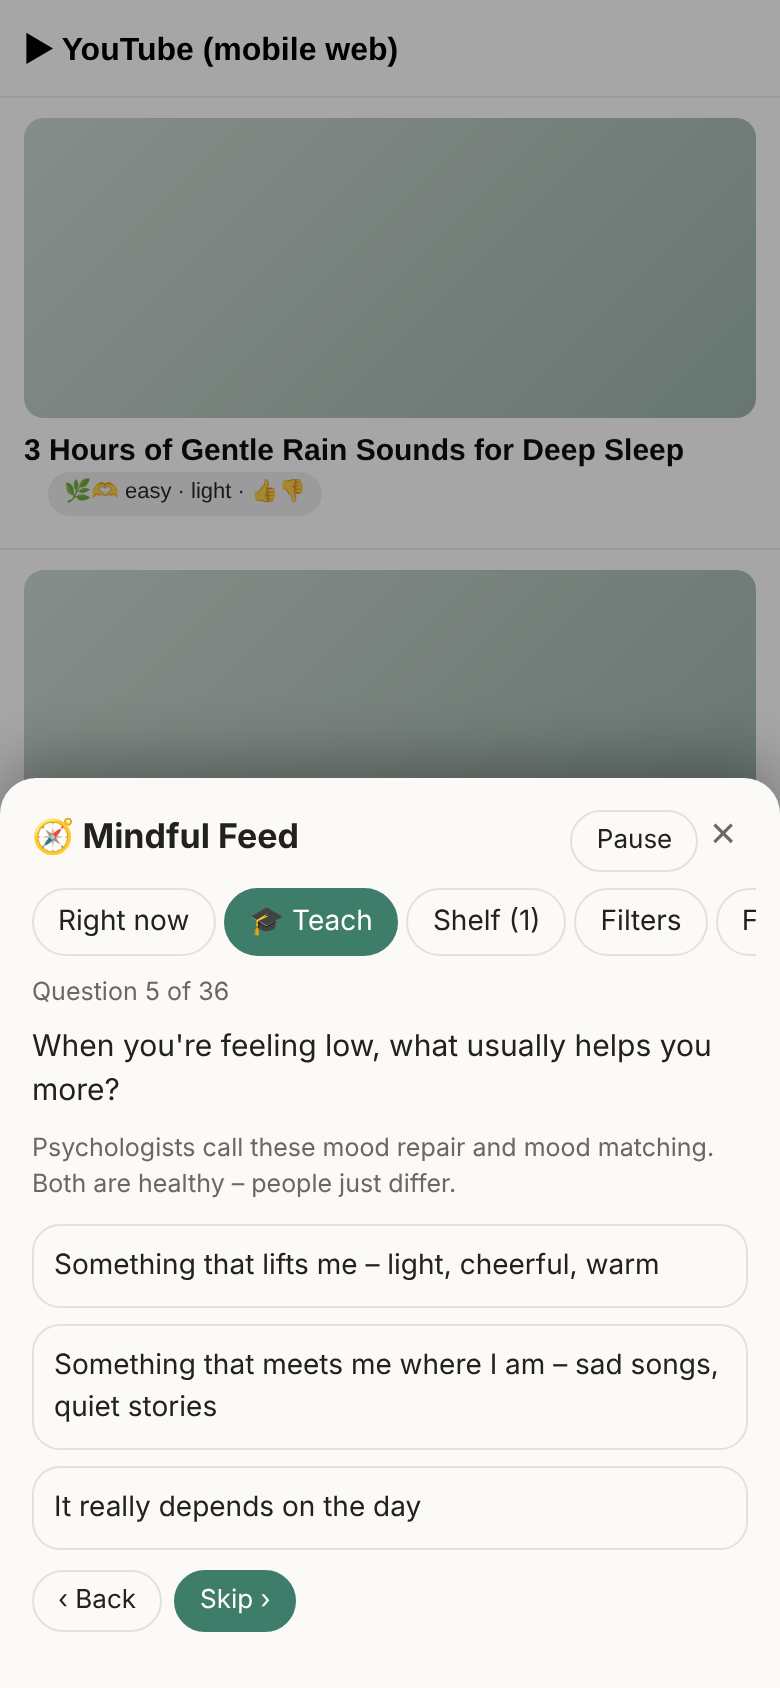 ▶ YouTube (mobile web)
3 Hours of Gentle Rain Sounds for Deep Sleep
🌿🫶 easy · light · 👍👎
🧭 Mindful Feed
Pause ✕
Right now 🎓 Teach Shelf (1) Filters F
Question 5 of 36
When you're feeling low, what usually helps you
more?
Psychologists call these mood repair and mood matching.
Both are healthy – people just differ.
Something that lifts me – light, cheerful, warm
Something that meets me where I am – sad songs,
quiet stories
It really depends on the day
‹ Back Skip ›